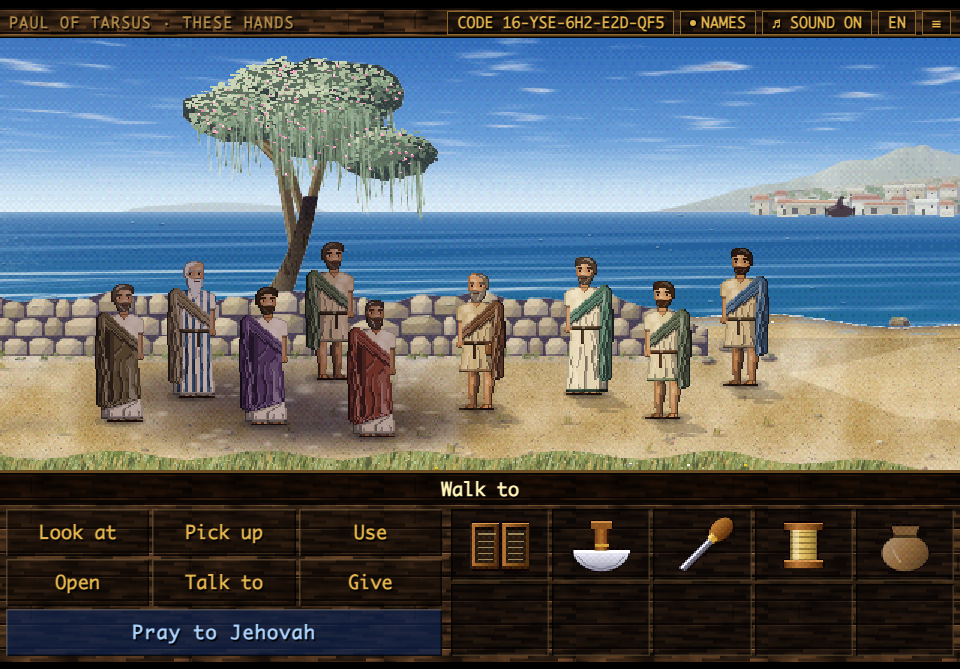 PAUL OF TARSUS · THESE HANDS
CODE 16-YSE-6H2-E2D-QF5
• NAMES
♬ SOUND ON
EN
≡
Walk to
Look at
Pick up
Use
Open
Talk to
Give
Pray to Jehovah